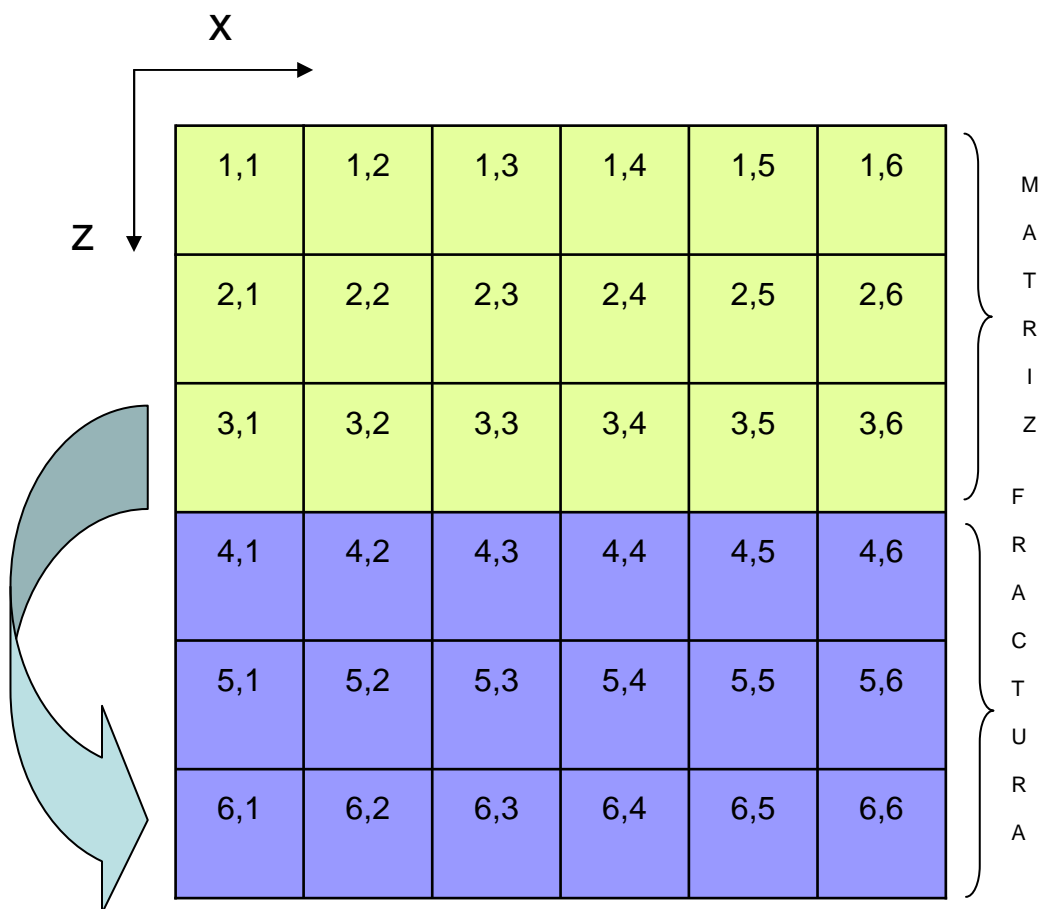 X
Z
1,1 1,2 1,3 1,4 1,5 1,6
2,1 2,2 2,3 2,4 2,5 2,6
3,1 3,2 3,3 3,4 3,5 3,6
4,1 4,2 4,3 4,4 4,5 4,6
5,1 5,2 5,3 5,4 5,5 5,6
6,1 6,2 6,3 6,4 6,5 6,6
MATRIZ
FRACTURA